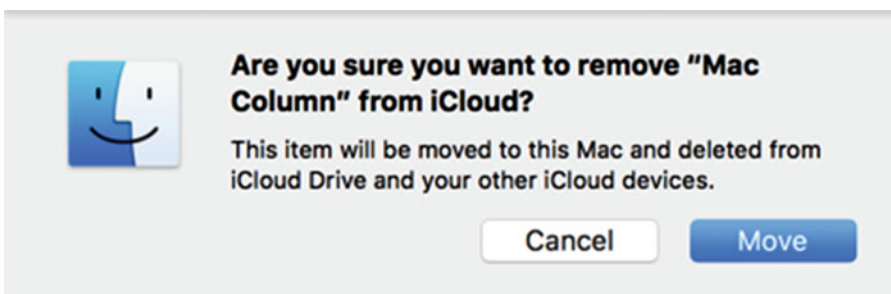 Are you sure you want to remove “Mac
Column” from iCloud?
This item will be moved to this Mac and deleted from
iCloud Drive and your other iCloud devices.
Cancel Move